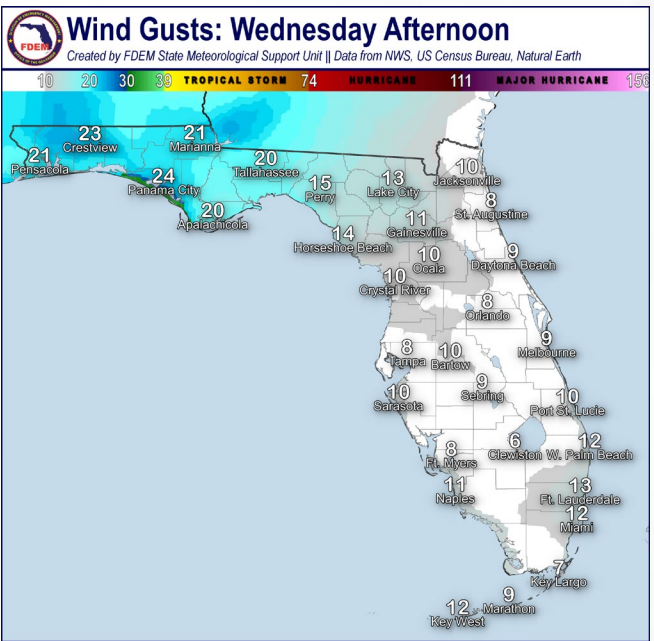 FDEM
Wind Gusts: Wednesday Afternoon
Created by FDEM State Meteorological Support Unit || Data from NWS, US Census Bureau, Natural Earth
10 20 30 39 TROPICAL STORM 74 HURRICANE 111 MAJOR HURRICANE 156
23
Crestview
21
Marianna
21
Pensacola
24
Panama City
20
Tallahassee
20
Apalachicola
15
Perry
13
Lake City
10
Jacksonville
8
St. Augustine
11
Gainesville
14
Horseshoe Beach
10
Ocala
9
Daytona Beach
10
Crystal River
8
Orlando
9
Melbourne
8
Tampa
10
Bartow
9
Sebring
10
Sarasota
10
Port St. Lucie
6
Clewiston
12
W. Palm Beach
8
Ft. Myers
11
Naples
13
Ft. Lauderdale
12
Miami
7
Key Largo
9
Marathon
12
Key West